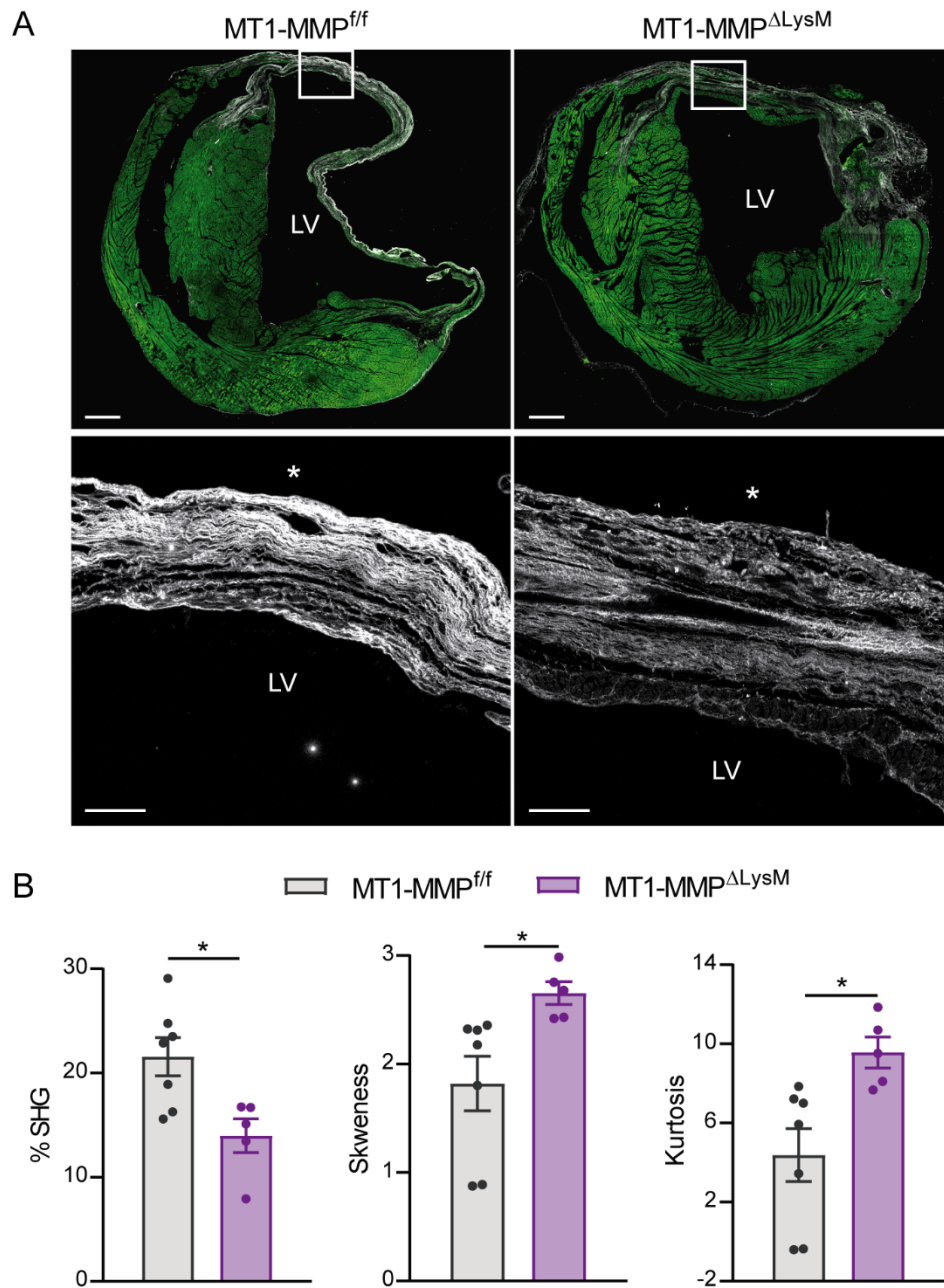 A
MT1-MMP^f/f
MT1-MMP^ΔLysM
LV
LV
*
*
LV
LV
B
MT1-MMP^f/f
MT1-MMP^ΔLysM
*
30
20
10
0
% SHG
*
3
2
1
0
Skweness
*
14
10
6
2
-2
Kurtosis